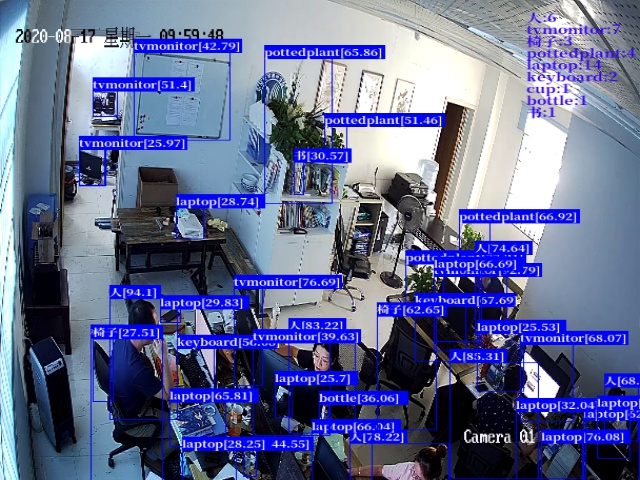 2020-08-17 星期一 09:59:48
人:6
tvmonitor:7
椅子:3
pottedplant:4
laptop:14
keyboard:2
cup:1
bottle:1
书:1
tvmonitor[42.79]
pottedplant[65.86]
tvmonitor[51.4]
pottedplant[51.46]
tvmonitor[25.97]
书[30.57]
laptop[28.74]
pottedplant[66.92]
人[74.64]
laptop[66.69]
tvmonitor[76.69]
人[94.1]
laptop[29.83]
keyboard[67.69]
椅子[62.65]
人[83.22]
laptop[25.53]
椅子[27.51]
tvmonitor[39.63]
tvmonitor[68.07]
人[85.31]
laptop[25.7]
laptop[65.81]
bottle[36.06]
laptop[32.04]
laptop[66.04]
人[78.22]
laptop[28.25]
44.55]
Camera 01
laptop[76.08]